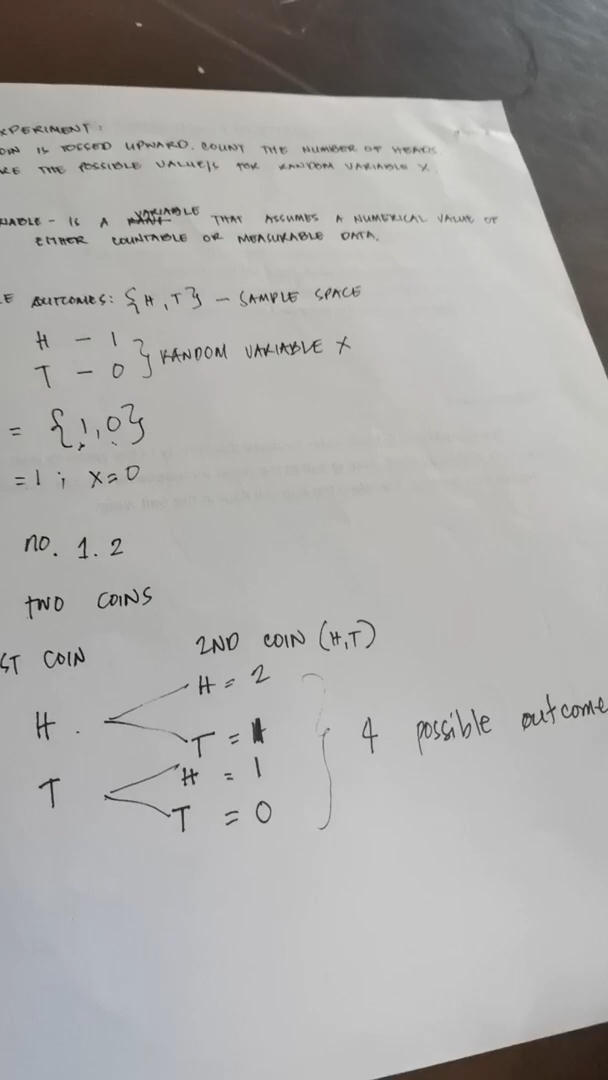 XPERIMENT:
OIN IS TOSSED UPWARD. COUNT THE NUMBER OF HEADS.
RE THE POSSIBLE VALUE/S FOR RANDOM VARIABLE X.
IABLE - IS A VARIABLE THAT ASSUMES A NUMERICAL VALUE OF
EITHER COUNTABLE OR MEASURABLE DATA.
LE OUTCOMES: {H, T} - SAMPLE SPACE
H - 1
T - 0 } RANDOM VARIABLE X
= {1,0}
=1 ; X=0
no. 1.2
TWO COINS
ST COIN 2ND COIN (H,T)
H = 2
H . T = 1 } 4 possible outcome
H = 1
T T = 0